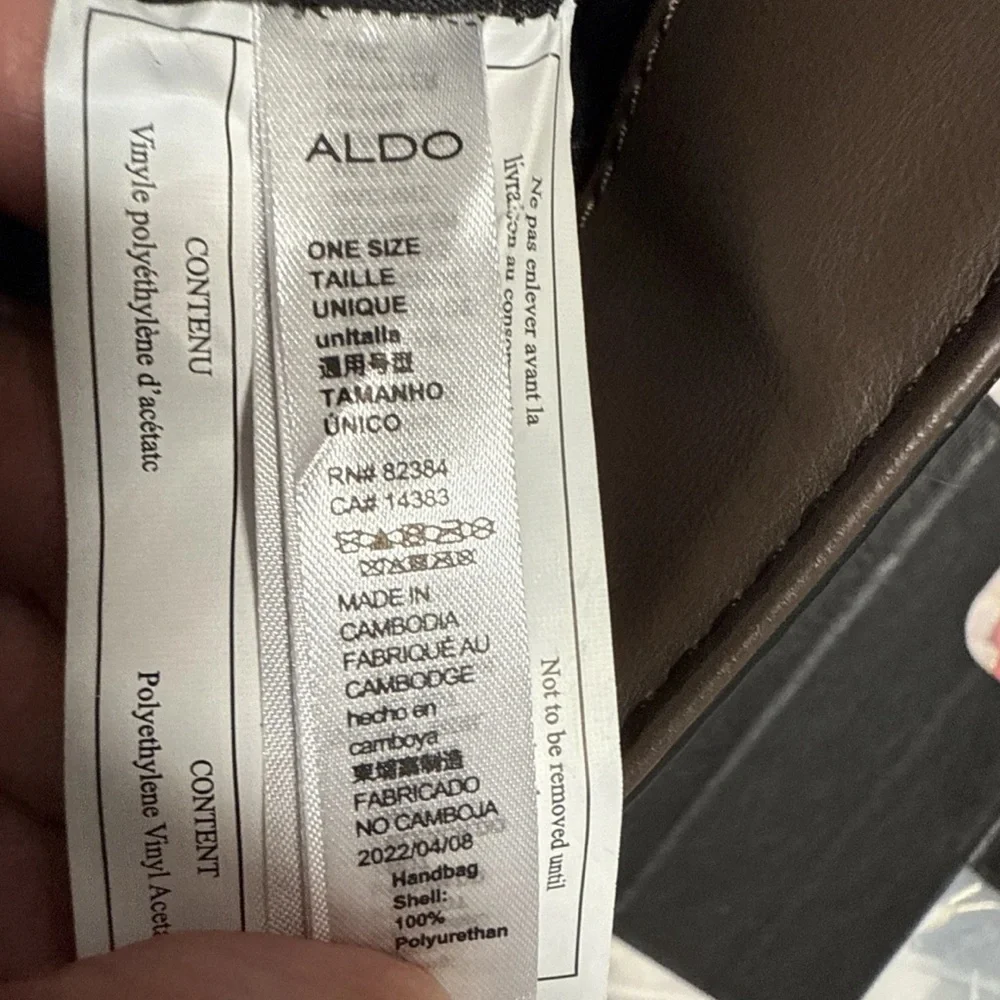 CONTENU
Vinyle polyéthylène d'acétate
CONTENT
Polyethylene Vinyl Aceta
ALDO
ONE SIZE
TAILLE
UNIQUE
unitalla
通用号型
TAMANHO
ÚNICO
RN# 82384
CA# 14383
MADE IN
CAMBODIA
FABRIQUÉ AU
CAMBODGE
hecho en
camboya
柬埔寨制造
FABRICADO
NO CAMBOJA
2022/04/08
Handbag
Shell:
100%
Polyurethan
Ne pas enlever avant la
livraison au conson
Not to be removed until